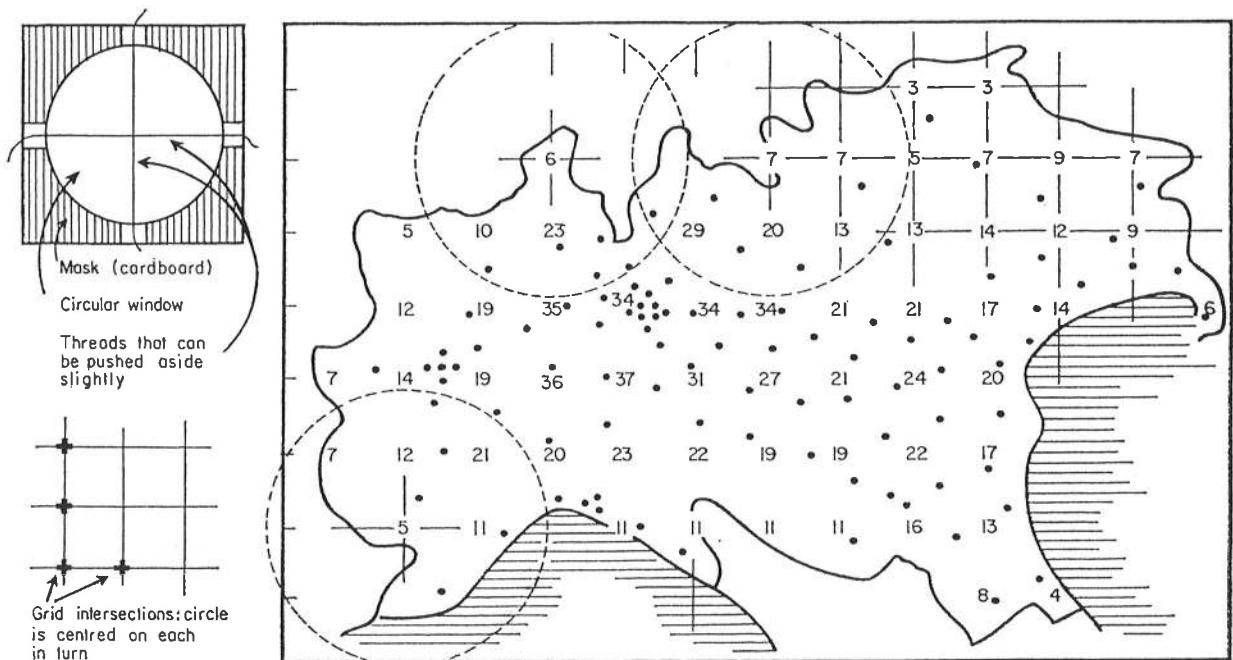 Mask (cardboard)
Circular window
Threads that can
be pushed aside
slightly
Grid intersections: circle
is centred on each
in turn
3 3
6 7 7 5 7 9 7
5 10 23 29 20 13 13 14 12 9
12 19 35 34 34 34 21 21 17 14 6
7 14 19 36 37 31 27 21 24 20
7 12 21 20 23 22 19 19 22 17
5 11 11 11 11 11 16 13
8 4